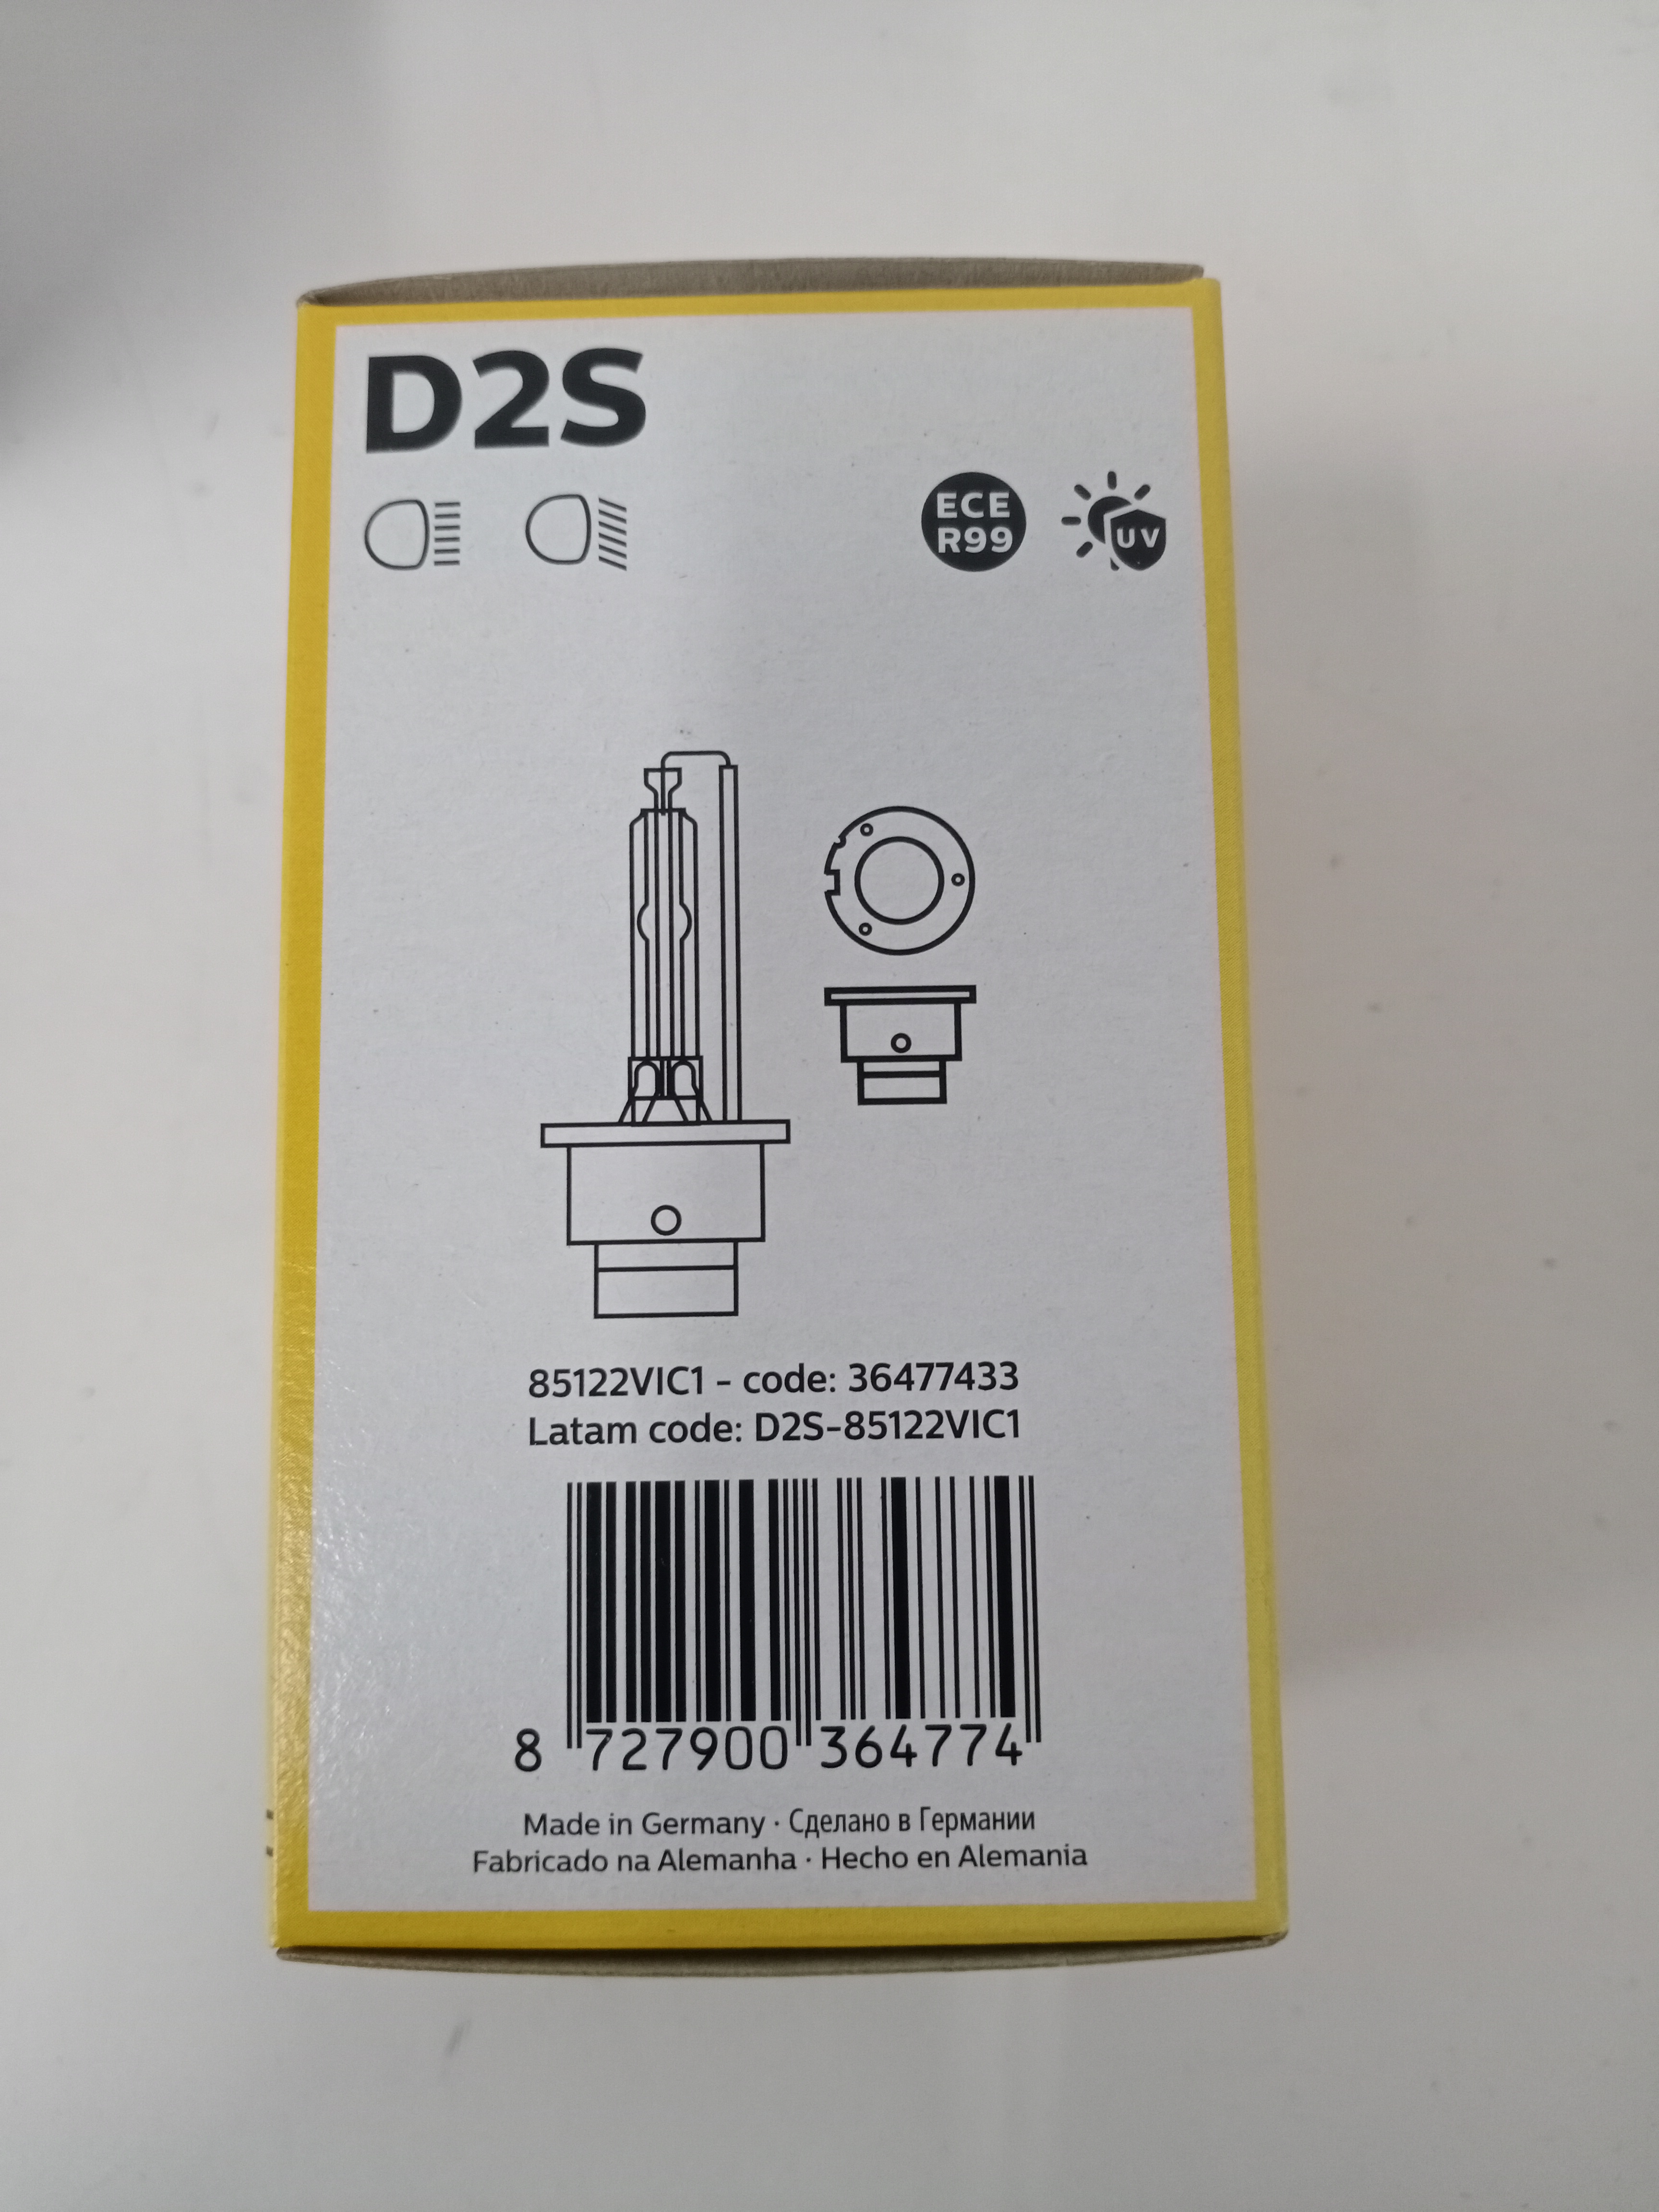 D2S
ECE
R99
UV
85122VIC1 - code: 36477433
Latam code: D2S-85122VIC1
8 727900 364774
Made in Germany · Сделано в Германии
Fabricado na Alemanha · Hecho en Alemania